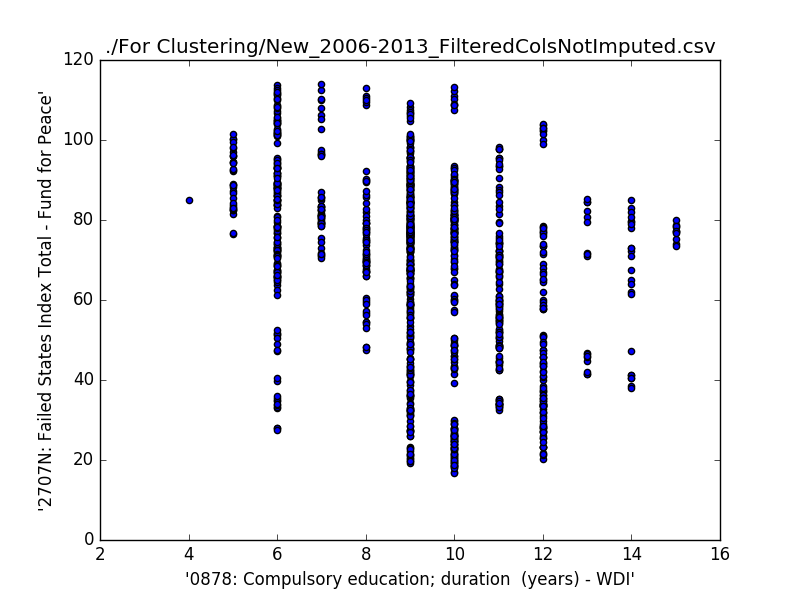 ./For Clustering/New_2006-2013_FilteredColsNotImputed.csv
120
100
80
60
40
20
0
'2707N: Failed States Index Total - Fund for Peace'
2 4 6 8 10 12 14 16
'0878: Compulsory education; duration  (years) - WDI'